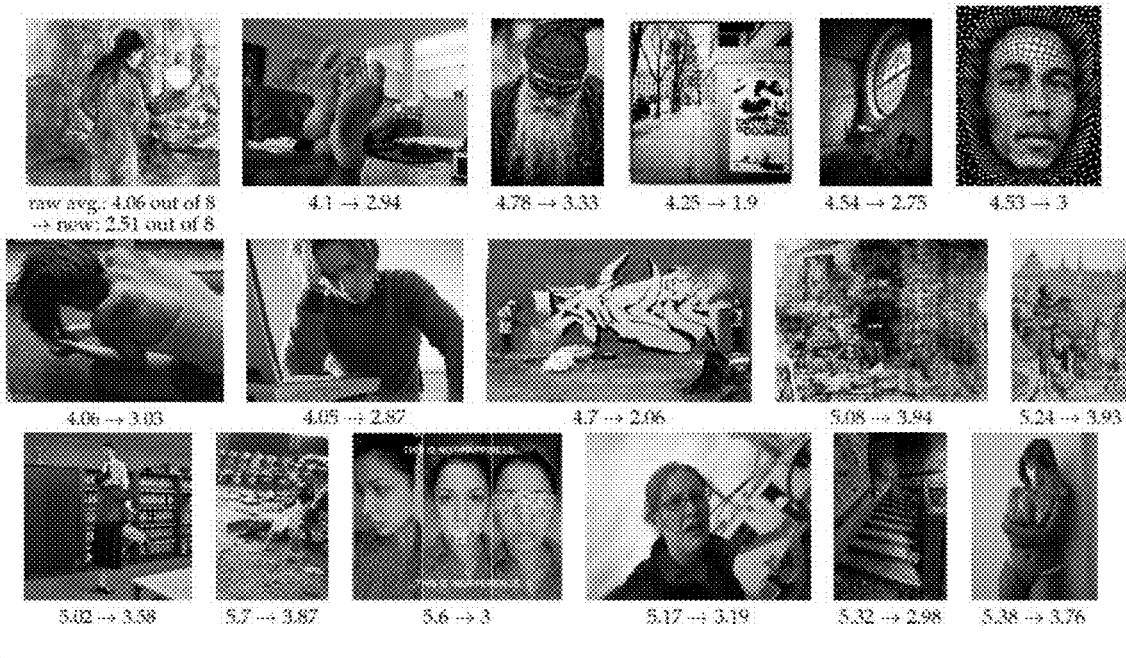 raw avg.: 4.06 out of 8
→ new: 2.51 out of 8
4.1 → 2.94
4.78 → 3.33
4.25 → 1.9
4.54 → 2.75
4.53 → 3
4.06 → 3.03
4.05 → 2.87
4.7 → 2.06
5.08 → 3.94
5.24 → 3.93
5.02 → 3.58
5.7 → 3.87
5.6 → 3
5.17 → 3.19
5.32 → 2.98
5.38 → 3.76